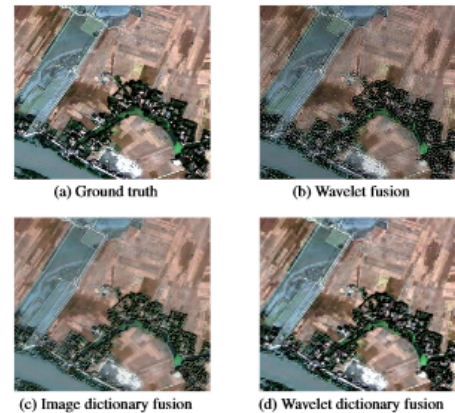 (a) Ground truth
(b) Wavelet fusion
(c) Image dictionary fusion
(d) Wavelet dictionary fusion